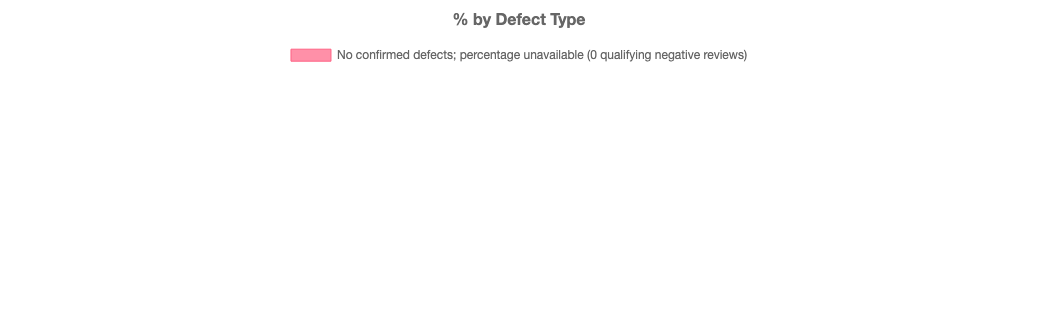 % by Defect Type
No confirmed defects; percentage unavailable (0 qualifying negative reviews)